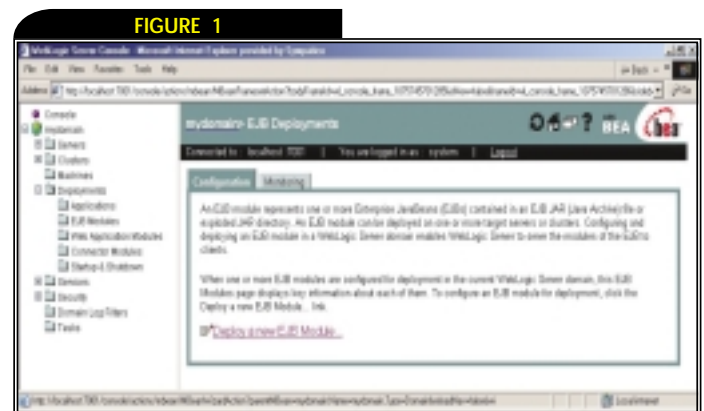 FIGURE 1
WebLogic Server Console - Microsoft Internet Explorer provided by
File Edit View Favorites Tools Help
Back
Address
Console
mydomain
Servers
Clusters
Machines
Deployments
Applications
EJB Modules
Web Application Modules
Connector Modules
Startup & Shutdown
Services
Security
Domain Log Filters
Tasks
mydomain> EJB Deployments
BEA
bea
Connected to : localhost 7001 | You are logged in as : system | Logout
Configuration Monitoring
An EJB module represents one or more Enterprise JavaBeans (EJBs) contained in an EJB JAR (Java Archive) file or
exploded JAR directory. An EJB module can be deployed on one or more target servers or clusters. Configuring and
deploying an EJB module in a WebLogic Server domain enables WebLogic Server to serve the modules of the EJB to
clients.
When one or more EJB modules are configured for deployment in the current WebLogic Server domain, this EJB
Modules page displays key information about each of them. To configure an EJB module for deployment, click the
Deploy a new EJB Module... link.
Deploy a new EJB Module...
Local intranet